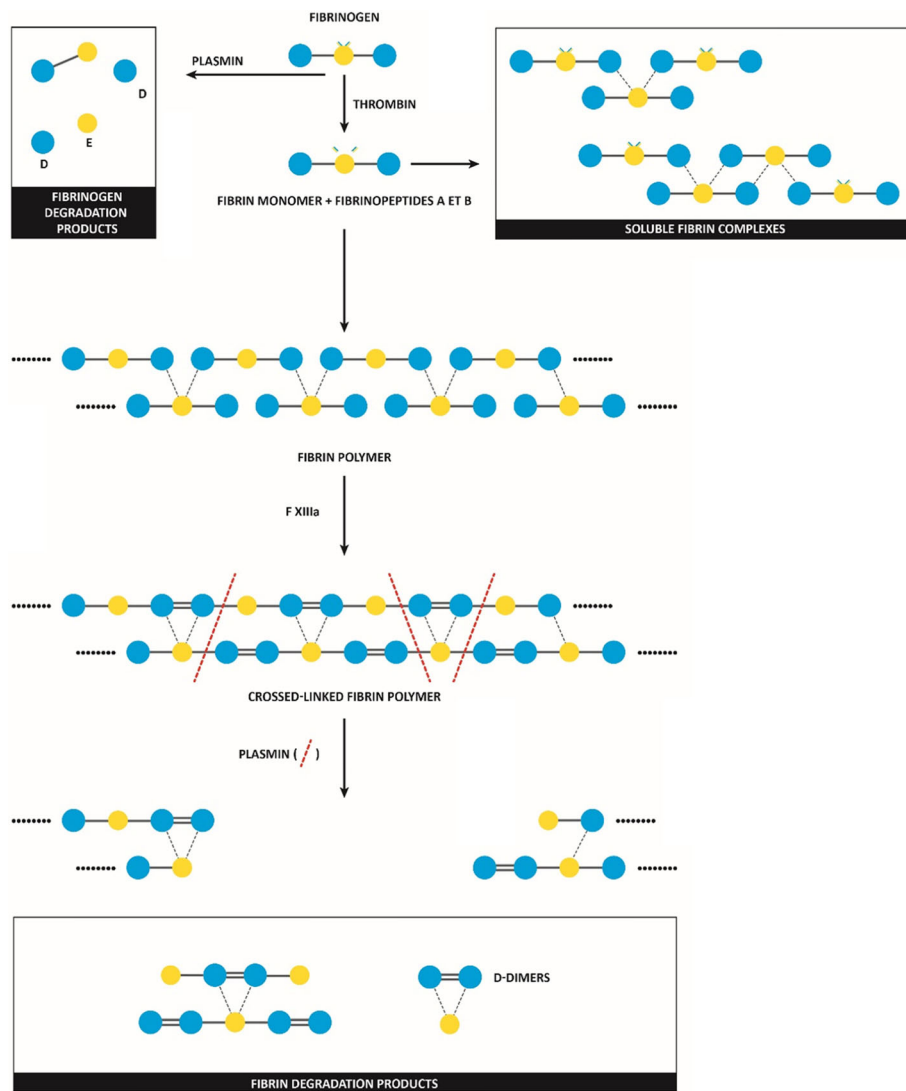 FIBRINOGEN
PLASMIN
THROMBIN
D
E
D
FIBRINOGEN
DEGRADATION
PRODUCTS
FIBRIN MONOMER + FIBRINOPEPTIDES A ET B
SOLUBLE FIBRIN COMPLEXES
FIBRIN POLYMER
F XIIIa
CROSSED-LINKED FIBRIN POLYMER
PLASMIN ( / )
D-DIMERS
FIBRIN DEGRADATION PRODUCTS